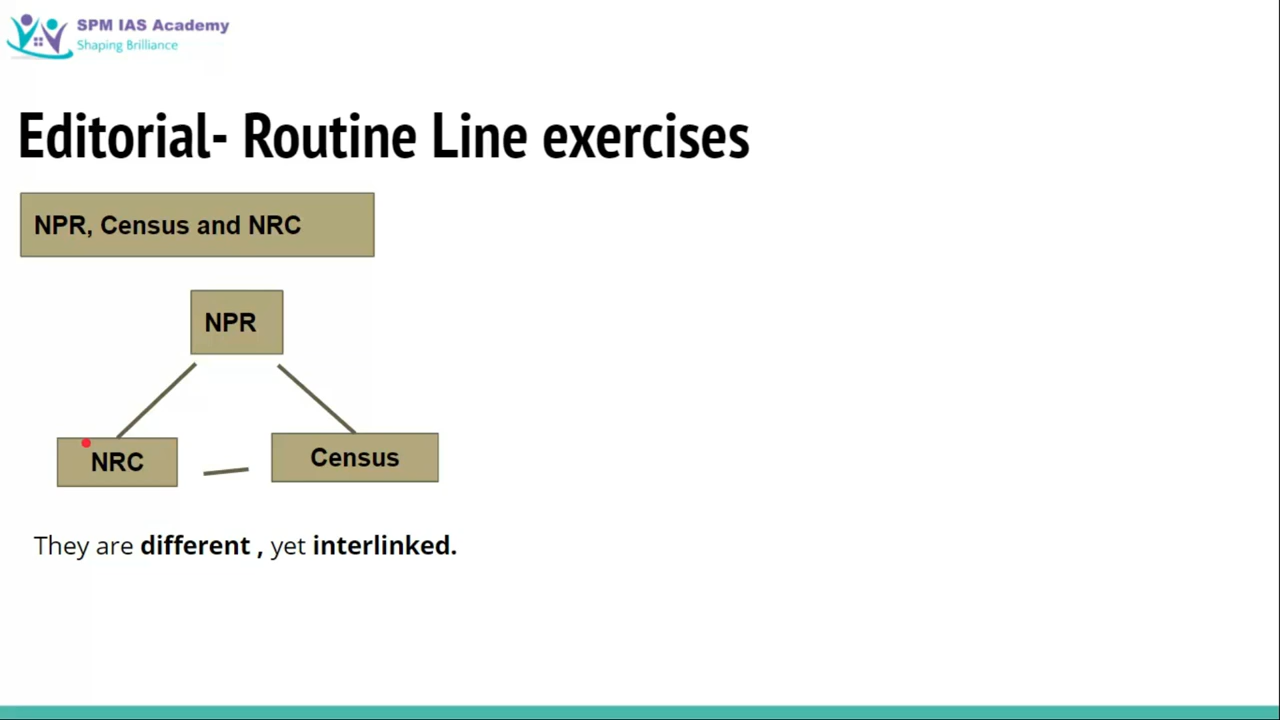 SPM IAS Academy
Shaping Brilliance
Editorial- Routine Line exercises
NPR, Census and NRC
NPR
NRC
Census
They are different , yet interlinked.